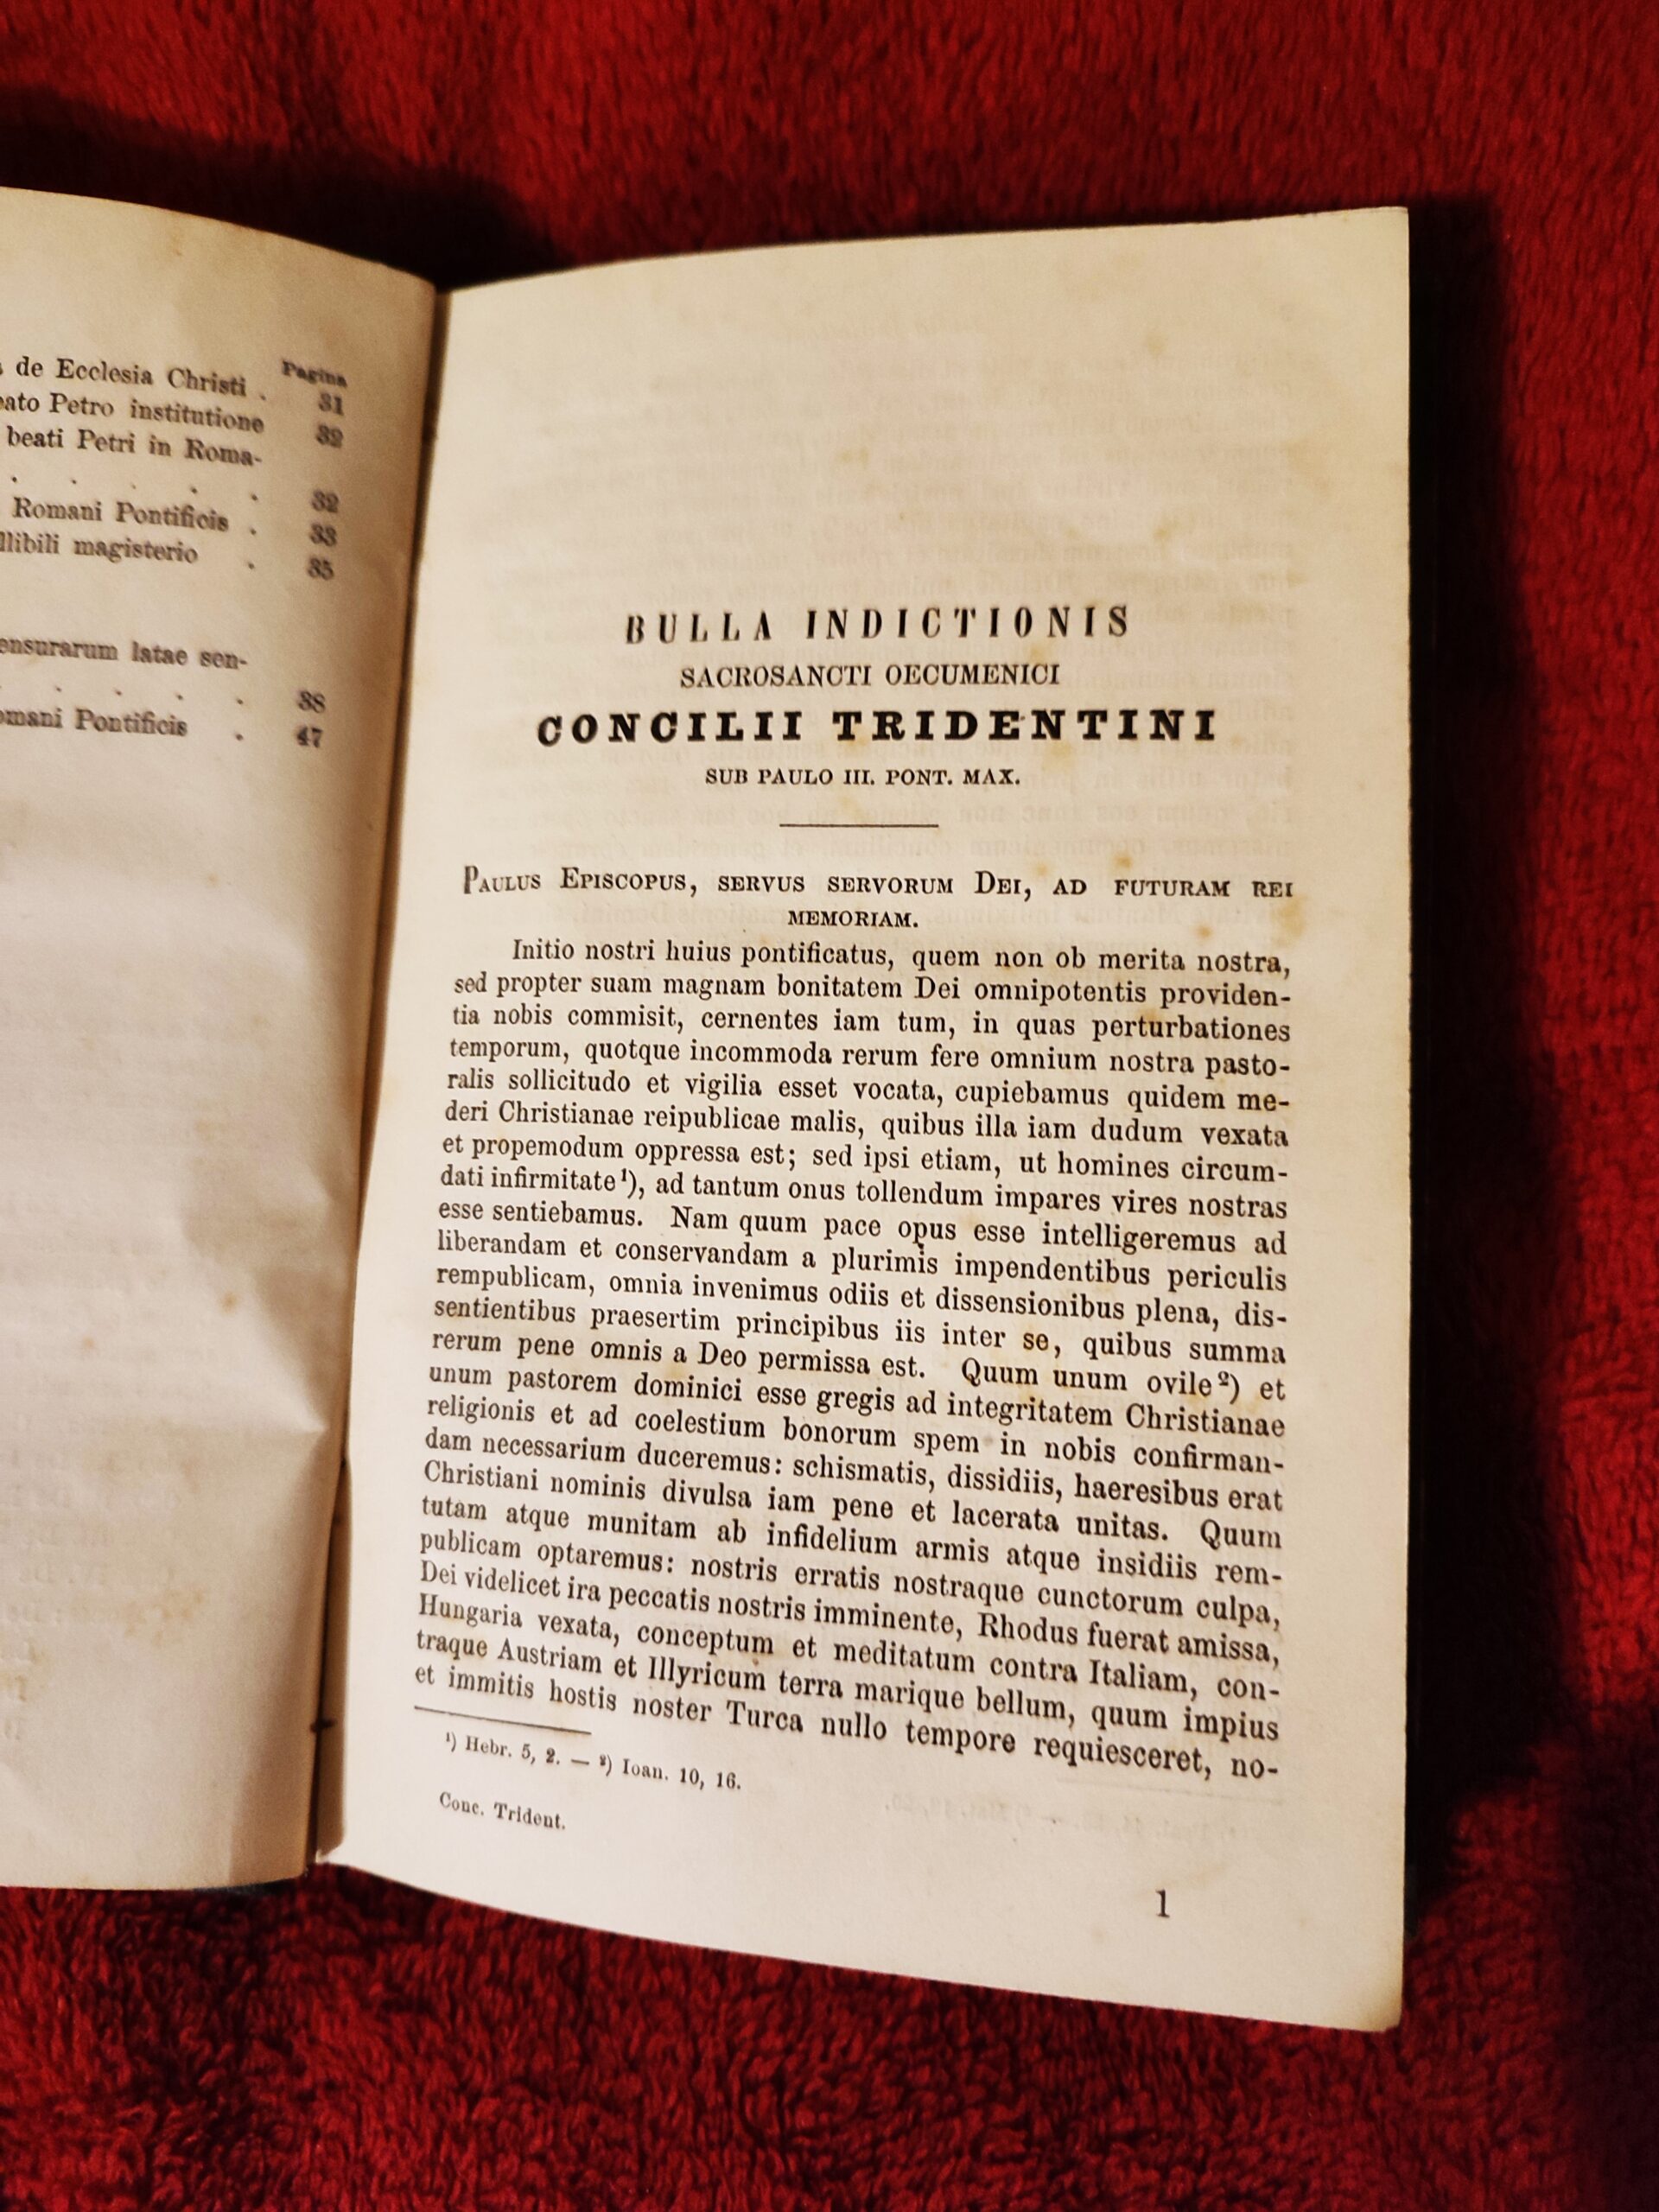 Pagina
de Ecclesia Christi . 31
Petro institutione 32
beati Petri in Roma-
. . . . . 32
Romani Pontificis . 33
magisterio . 35
latae sen-
. . . . . 38
Pontificis . 47
BULLA INDICTIONIS
SACROSANCTI OECUMENICI
CONCILII TRIDENTINI
SUB PAULO III. PONT. MAX.
PAULUS EPISCOPUS, SERVUS SERVORUM DEI, AD FUTURAM REI
MEMORIAM.
Initio nostri huius pontificatus, quem non ob merita nostra,
sed propter suam magnam bonitatem Dei omnipotentis providen-
tia nobis commisit, cernentes iam tum, in quas perturbationes
temporum, quotque incommoda rerum fere omnium nostra pasto-
ralis sollicitudo et vigilia esset vocata, cupiebamus quidem me-
deri Christianae reipublicae malis, quibus illa iam dudum vexata
et propemodum oppressa est; sed ipsi etiam, ut homines circum-
dati infirmitate¹), ad tantum onus tollendum impares vires nostras
esse sentiebamus. Nam quum pace opus esse intelligeremus ad
liberandam et conservandam a plurimis impendentibus periculis
rempublicam, omnia invenimus odiis et dissensionibus plena, dis-
sentientibus praesertim principibus iis inter se, quibus summa
rerum pene omnis a Deo permissa est. Quum unum ovile²) et
unum pastorem dominici esse gregis ad integritatem Christianae
religionis et ad coelestium bonorum spem in nobis confirman-
dam necessarium duceremus: schismatis, dissidiis, haeresibus erat
Christiani nominis divulsa iam pene et lacerata unitas. Quum
tutam atque munitam ab infidelium armis atque insidiis rem-
publicam optaremus: nostris erratis nostraque cunctorum culpa,
Dei videlicet ira peccatis nostris imminente, Rhodus fuerat amissa,
Hungaria vexata, conceptum et meditatum contra Italiam, con-
traque Austriam et Illyricum terra marique bellum, quum impius
et immitis hostis noster Turca nullo tempore requiesceret, no-
¹) Hebr. 5, 2. — ²) Ioan. 10, 16.
Conc. Trident.
1